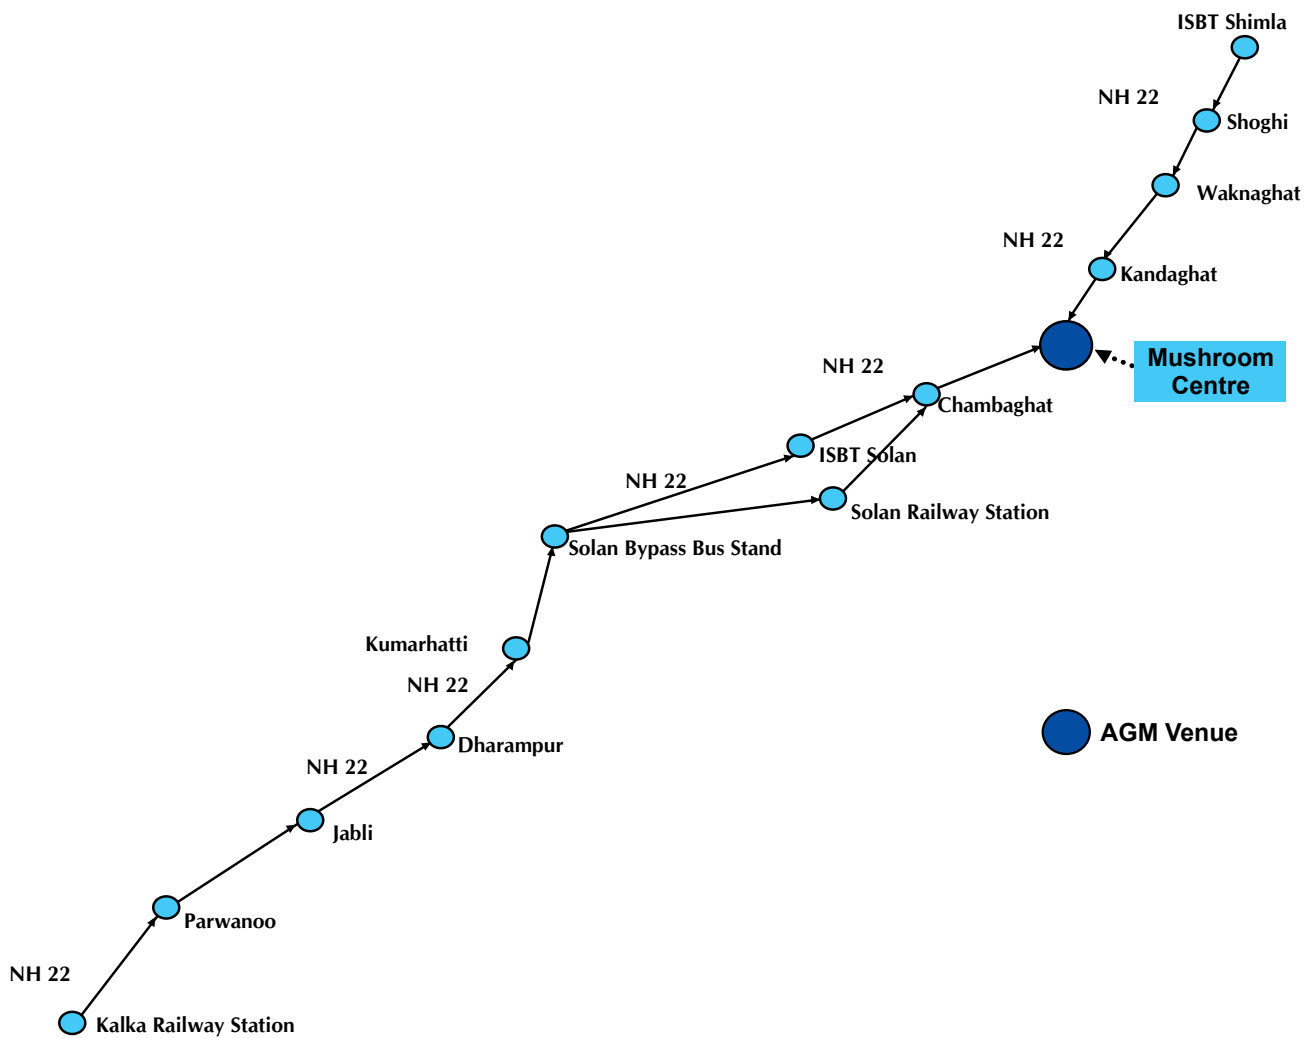 ISBT Shimla
NH 22
Shoghi
Waknaghat
NH 22
Kandaghat
Mushroom
Centre
NH 22
Chambaghat
ISBT Solan
NH 22
Solan Railway Station
Solan Bypass Bus Stand
Kumarhatti
NH 22
AGM Venue
Dharampur
NH 22
Jabli
Parwanoo
NH 22
Kalka Railway Station